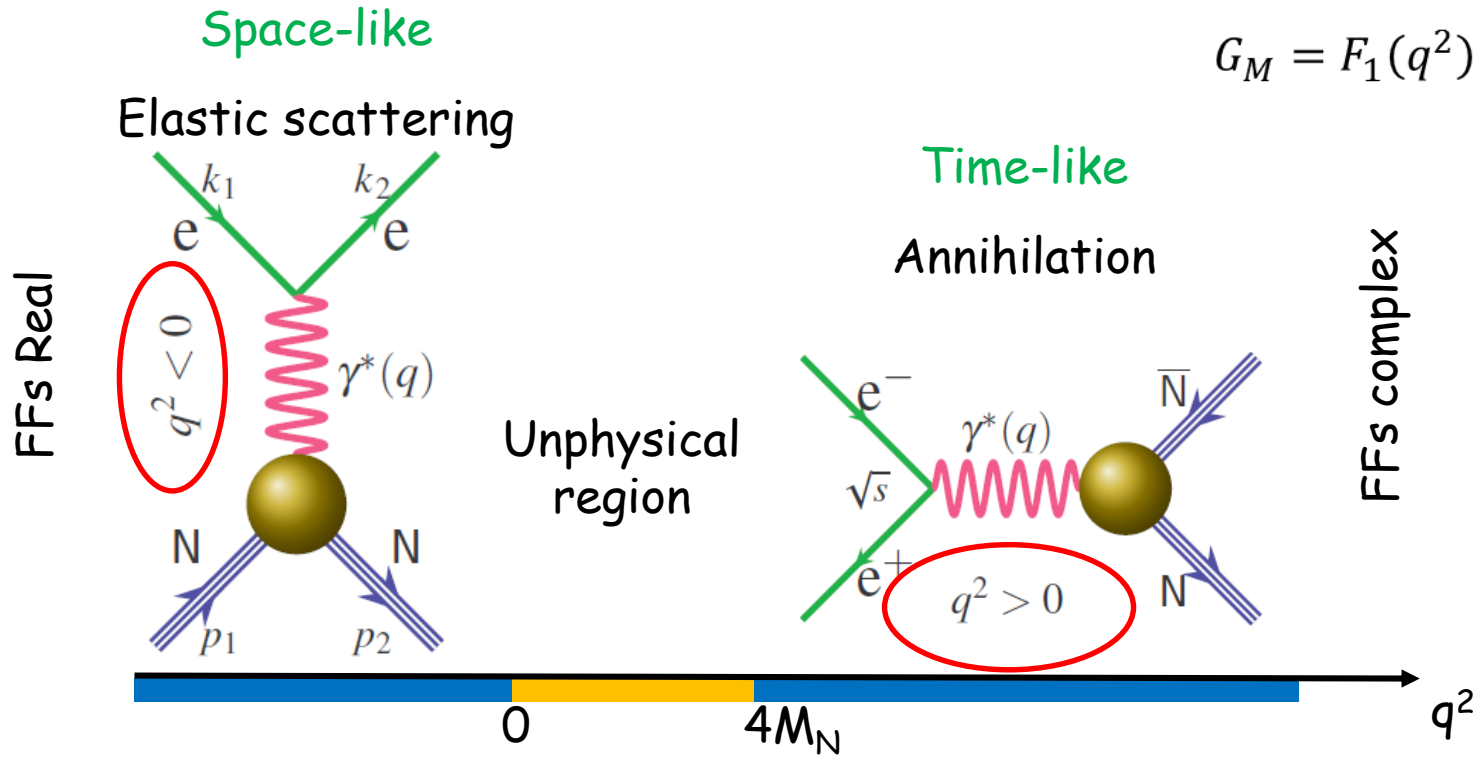 Space-like
G_M = F_1(q^2)
Elastic scattering
k_1
k_2
e
e
FFs Real
q^2 < 0
γ*(q)
N
N
p_1
p_2
Unphysical
region
Time-like
Annihilation
FFs complex
e^-
√s
e^+
γ*(q)
N̅
N
q^2 > 0
0
4M_N
q^2